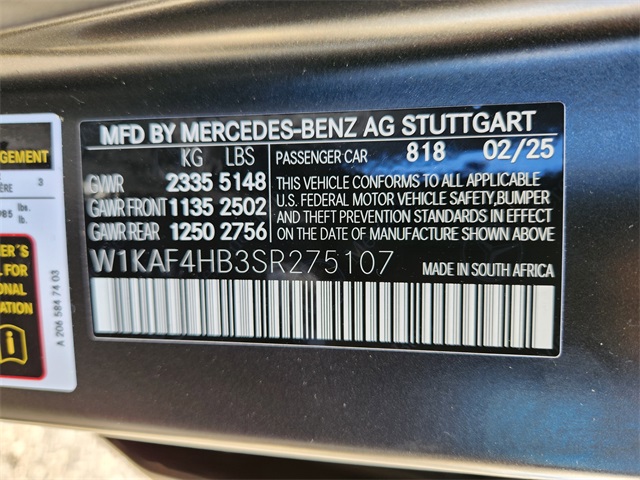 MFD BY MERCEDES-BENZ AG STUTTGART
KG LBS
GVWR 2335 5148
GAWR FRONT 1135 2502
GAWR REAR 1250 2756
PASSENGER CAR 818 02/25
THIS VEHICLE CONFORMS TO ALL APPLICABLE
U.S. FEDERAL MOTOR VEHICLE SAFETY,BUMPER
AND THEFT PREVENTION STANDARDS IN EFFECT
ON THE DATE OF MANUFACTURE SHOWN ABOVE
W1KAF4HB3SR275107 MADE IN SOUTH AFRICA
3
lbs.
lb.
A 206 584 74 03